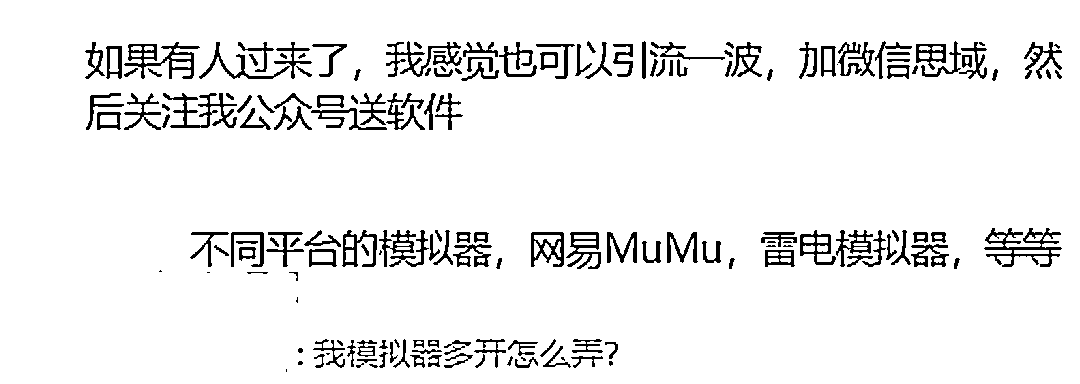 如果有人过来了，我感觉也可以引流一波，加微信思域，然
后关注我公众号送软件
不同平台的模拟器，网易MuMu，雷电模拟器，等等
：我模拟器多开怎么弄?